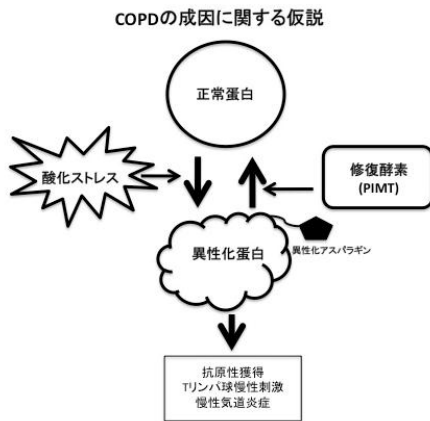 COPDの成因に関する仮説
正常蛋白
酸化ストレス
修復酵素
(PIMT)
異性化蛋白
異性化アスパラギン
抗原性獲得
Tリンパ球慢性刺激
慢性気道炎症